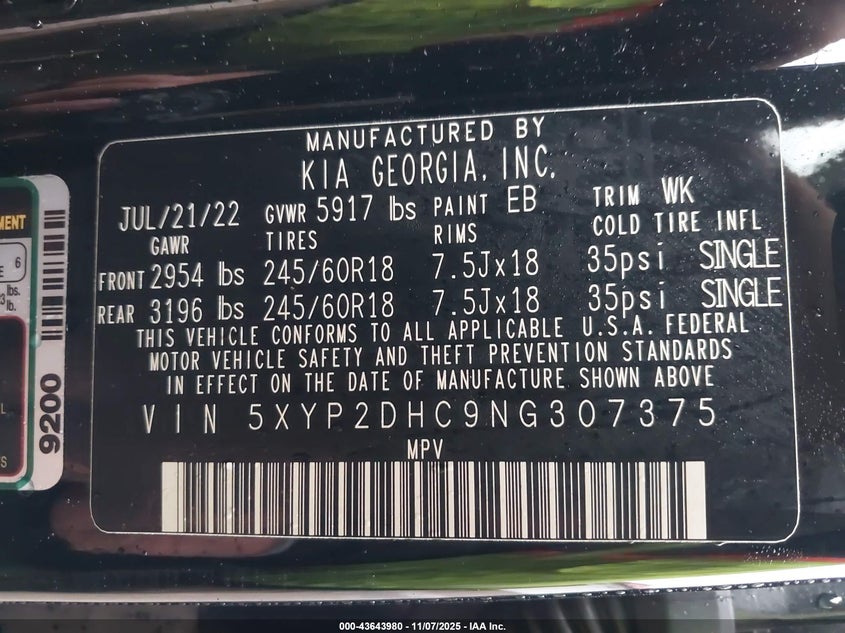 MANUFACTURED BY
KIA GEORGIA, INC.
JUL/21/22 GVWR 5917 lbs PAINT EB TRIM WK
GAWR TIRES RIMS COLD TIRE INFL
FRONT 2954 lbs 245/60R18 7.5Jx18 35psi SINGLE
REAR 3196 lbs 245/60R18 7.5Jx18 35psi SINGLE
THIS VEHICLE CONFORMS TO ALL APPLICABLE U.S.A. FEDERAL
MOTOR VEHICLE SAFETY AND THEFT PREVENTION STANDARDS
IN EFFECT ON THE DATE OF MANUFACTURE SHOWN ABOVE
VIN 5XYP2DHC9NG307375
MPV
6
lbs.
lb.
9200
000-43643980 - 11/07/2025 - IAA Inc.